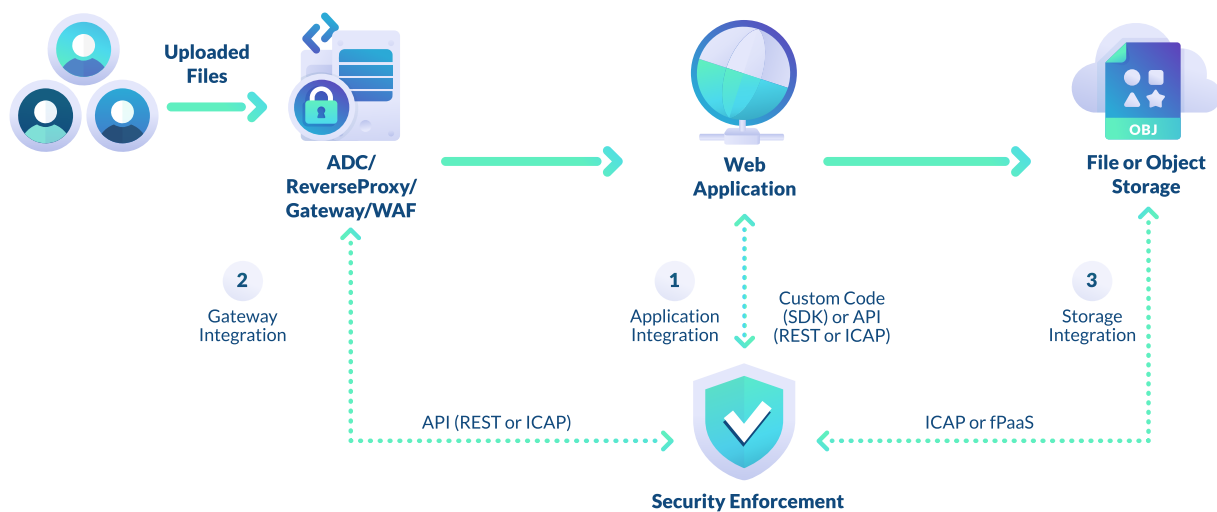 Uploaded
Files
ADC/
ReverseProxy/
Gateway/WAF
Web
Application
OBJ
File or Object
Storage
2
Gateway
Integration
1
Application
Integration
Custom Code
(SDK) or API
(REST or ICAP)
3
Storage
Integration
API (REST or ICAP)
ICAP or fPaaS
Security Enforcement